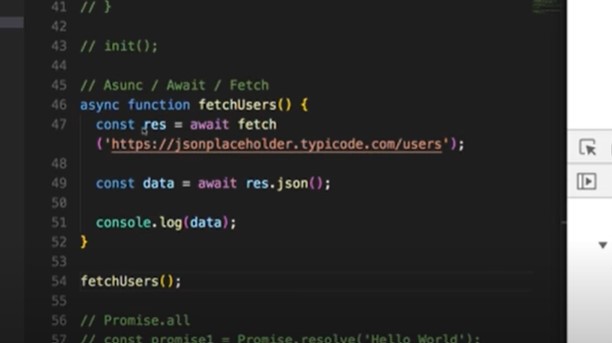 41 // }
42
43 // init();
44
45 // Asunc / Await / Fetch
46 async function fetchUsers() {
47 const res = await fetch
('https://jsonplaceholder.typicode.com/users');
48
49 const data = await res.json();
50
51 console.log(data);
52 }
53
54 fetchUsers();
55
56 // Promise.all
57 // const promise1 = Promise.resolve('Hello World');